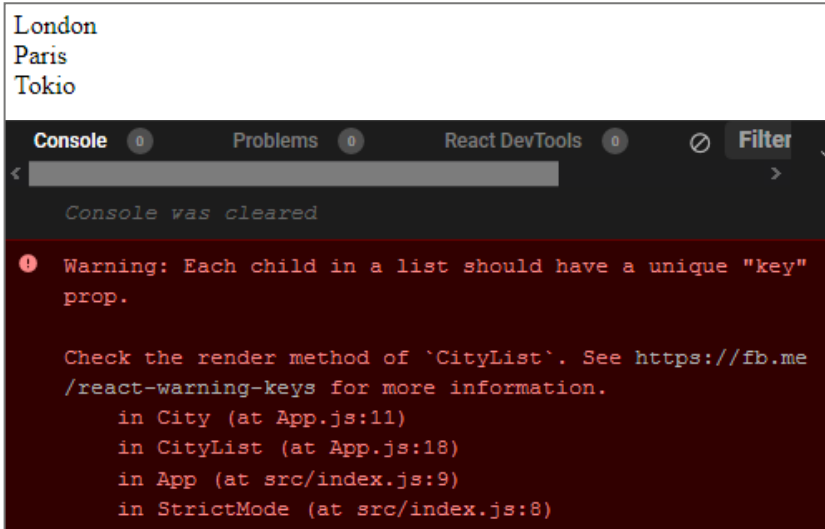 London
Paris
Tokio
Console 0 Problems 0 React DevTools 0 Filter
Console was cleared
Warning: Each child in a list should have a unique "key"
prop.
Check the render method of `CityList`. See https://fb.me
/react-warning-keys for more information.
in City (at App.js:11)
in CityList (at App.js:18)
in App (at src/index.js:9)
in StrictMode (at src/index.js:8)